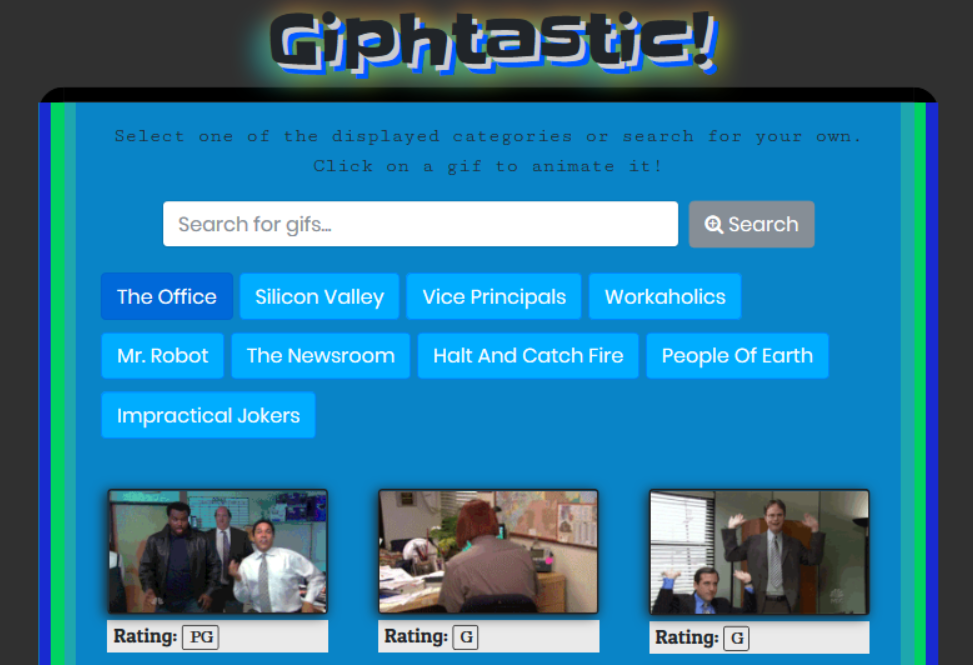 Giphtastic!
Select one of the displayed categories or search for your own.
Click on a gif to animate it!
Search for gifs... Search
The Office Silicon Valley Vice Principals Workaholics
Mr. Robot The Newsroom Halt And Catch Fire People Of Earth
Impractical Jokers
Rating: PG Rating: G Rating: G